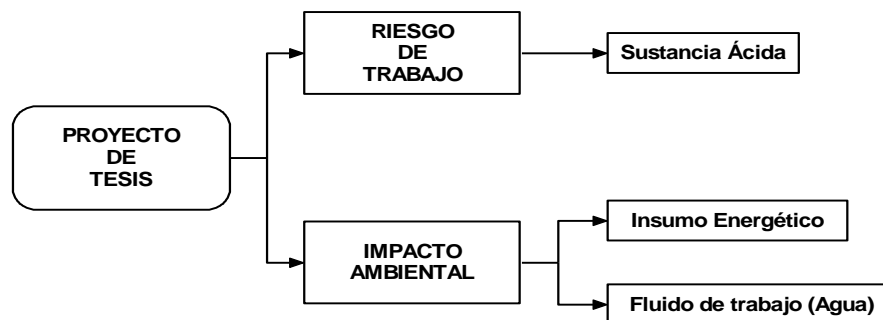 RIESGO
DE
TRABAJO
Sustancia Ácida
PROYECTO
DE
TESIS
IMPACTO
AMBIENTAL
Insumo Energético
Fluido de trabajo (Agua)